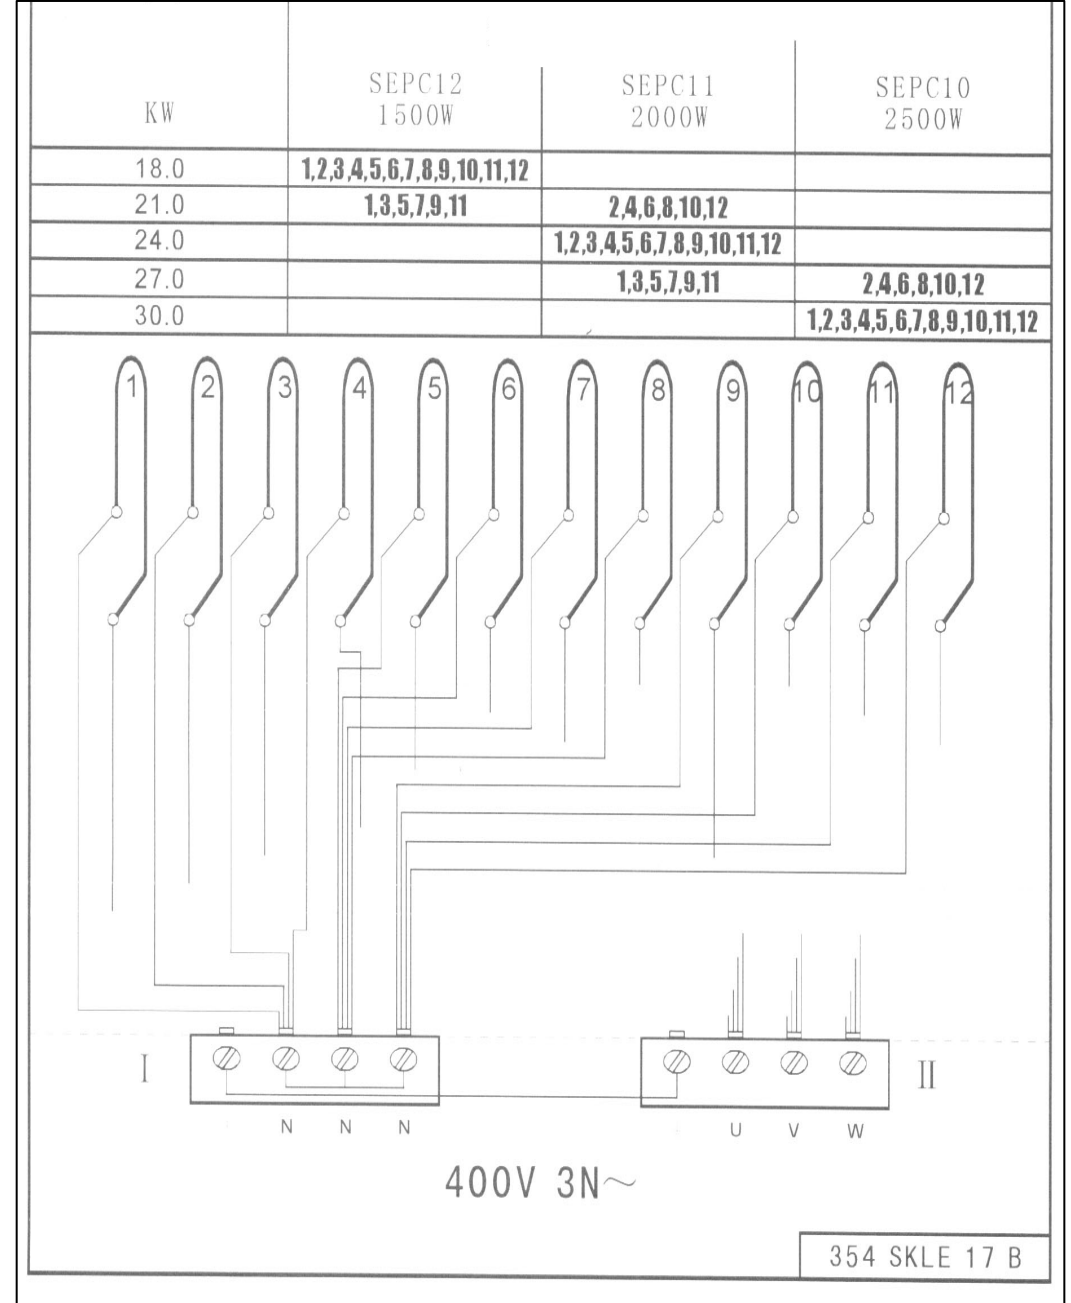 SEPC12 SEPC11 SEPC10
KW 1500W 2000W 2500W
18.0 1,2,3,4,5,6,7,8,9,10,11,12
21.0 1,3,5,7,9,11 2,4,6,8,10,12
24.0 1,2,3,4,5,6,7,8,9,10,11,12
27.0 1,3,5,7,9,11 2,4,6,8,10,12
30.0 1,2,3,4,5,6,7,8,9,10,11,12
1 2 3 4 5 6 7 8 9 10 11 12
I II
N N N U V W
400V 3N~
354 SKLE 17 B